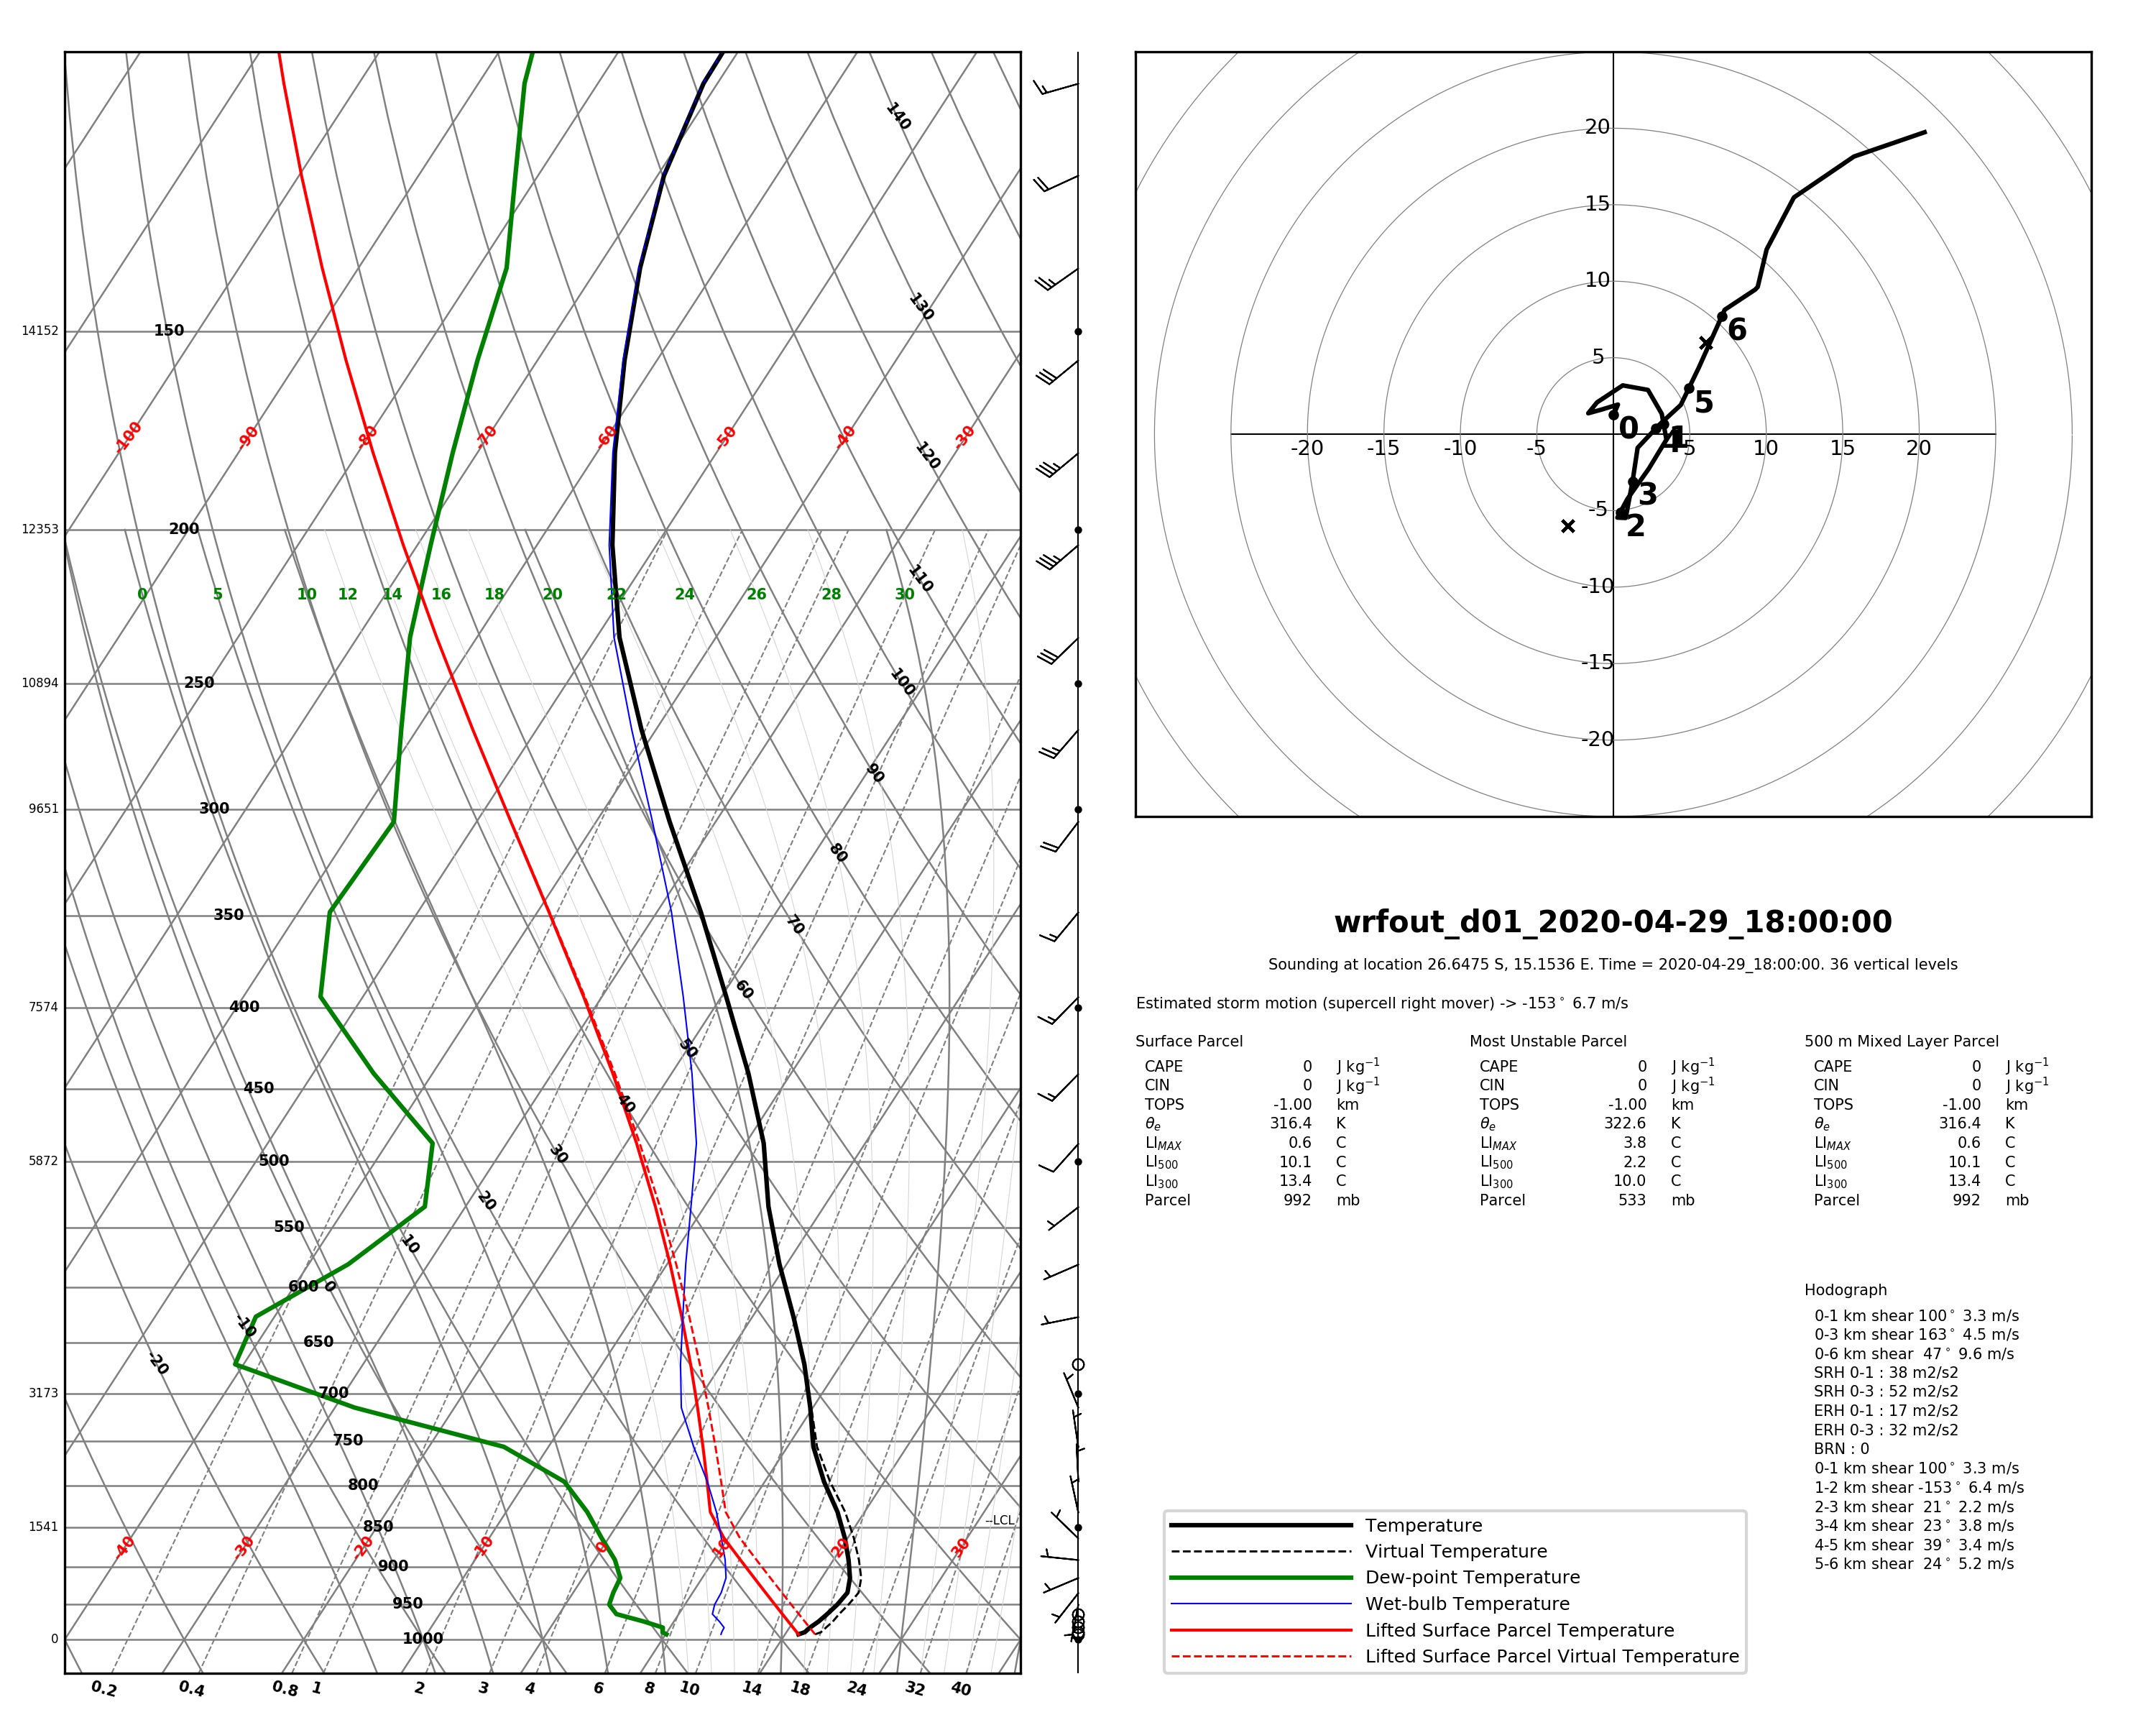 140
130
120
110
100
90
80
70
60
50
40
30
20
10
0
-10
-20
14152 150
-100 -90 -80 -70 -60 -50 -40 -30
12353 200
0 5 10 12 14 16 18 20 22 24 26 28 30
10894 250
9651 300
350
7574 400
450
5872 500
550
600
650
3173 700
750
800
1541 850
--LCL
-40 -30 -20 -10 0 10 20 30
900
950
0 1000
0.2 0.4 0.8 1 2 3 4 6 8 10 14 18 24 32 40
20
15
10
5
-20 -15 -10 -5 5 10 15 20
-5
-10
-15
-20
0
1
2
3
4
5
6
wrfout_d01_2020-04-29_18:00:00
Sounding at location 26.6475 S, 15.1536 E. Time = 2020-04-29_18:00:00. 36 vertical levels
Estimated storm motion (supercell right mover) -> -153° 6.7 m/s
Surface Parcel
CAPE 0 J kg⁻¹
CIN 0 J kg⁻¹
TOPS -1.00 km
θₑ 316.4 K
LI_MAX 0.6 C
LI₅₀₀ 10.1 C
LI₃₀₀ 13.4 C
Parcel 992 mb
Most Unstable Parcel
CAPE 0 J kg⁻¹
CIN 0 J kg⁻¹
TOPS -1.00 km
θₑ 322.6 K
LI_MAX 3.8 C
LI₅₀₀ 2.2 C
LI₃₀₀ 10.0 C
Parcel 533 mb
500 m Mixed Layer Parcel
CAPE 0 J kg⁻¹
CIN 0 J kg⁻¹
TOPS -1.00 km
θₑ 316.4 K
LI_MAX 0.6 C
LI₅₀₀ 10.1 C
LI₃₀₀ 13.4 C
Parcel 992 mb
Hodograph
0-1 km shear 100° 3.3 m/s
0-3 km shear 163° 4.5 m/s
0-6 km shear 47° 9.6 m/s
SRH 0-1 : 38 m2/s2
SRH 0-3 : 52 m2/s2
ERH 0-1 : 17 m2/s2
ERH 0-3 : 32 m2/s2
BRN : 0
0-1 km shear 100° 3.3 m/s
1-2 km shear -153° 6.4 m/s
2-3 km shear 21° 2.2 m/s
3-4 km shear 23° 3.8 m/s
4-5 km shear 39° 3.4 m/s
5-6 km shear 24° 5.2 m/s
Temperature
Virtual Temperature
Dew-point Temperature
Wet-bulb Temperature
Lifted Surface Parcel Temperature
Lifted Surface Parcel Virtual Temperature